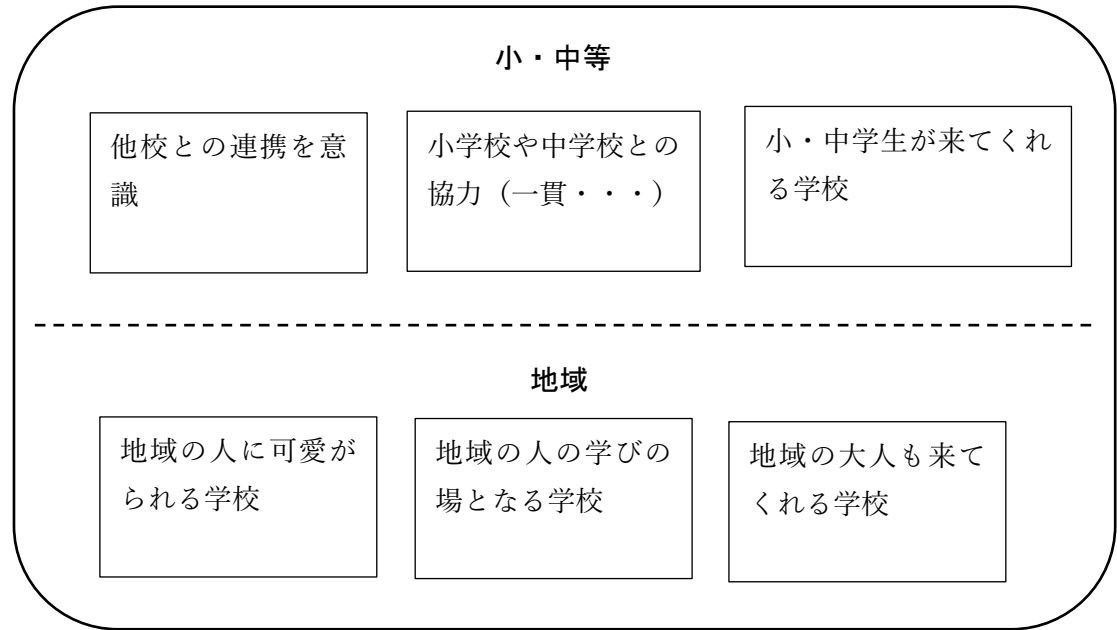 小・中等
他校との連携を意
識
小学校や中学校との
協力（一貫・・・）
小・中学生が来てくれ
る学校
地域
地域の人に可愛が
られる学校
地域の人の学びの
場となる学校
地域の大人も来て
くれる学校